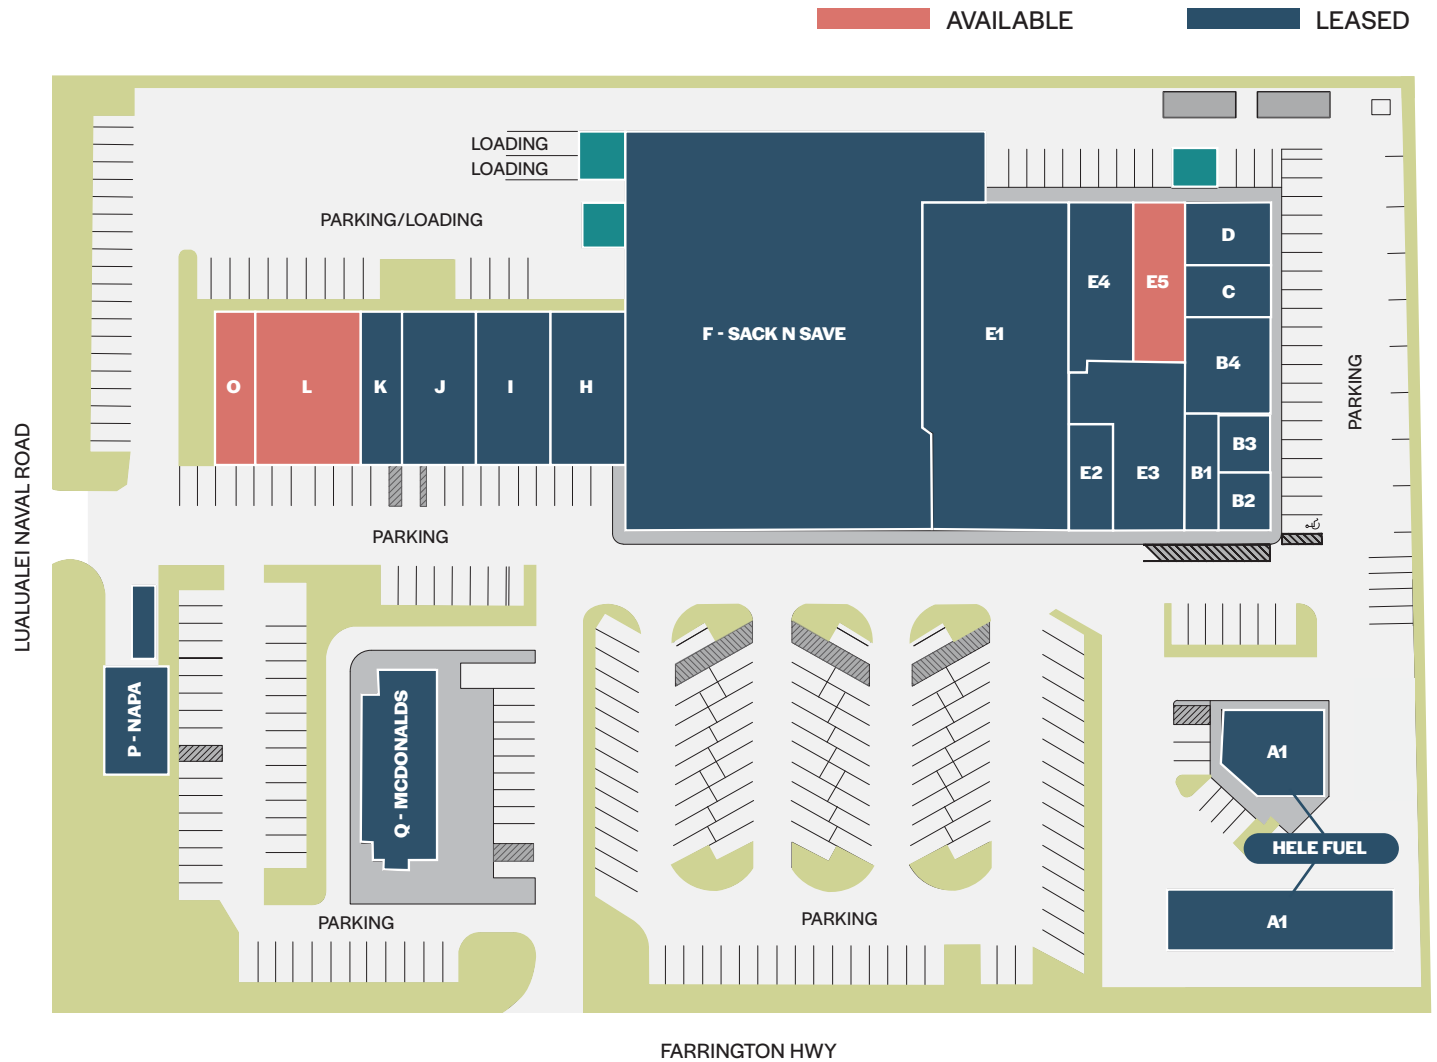 AVAILABLE
LEASED
LOADING
LOADING
PARKING/LOADING
D
E4
E5
C
F - SACK N SAVE
E1
B4
O
L
K
J
I
H
PARKING
B3
E2
E3
B1
B2
LUALUALEI NAVAL ROAD
PARKING
P - NAPA
Q - MCDONALDS
A1
HELE FUEL
PARKING
PARKING
A1
FARRINGTON HWY